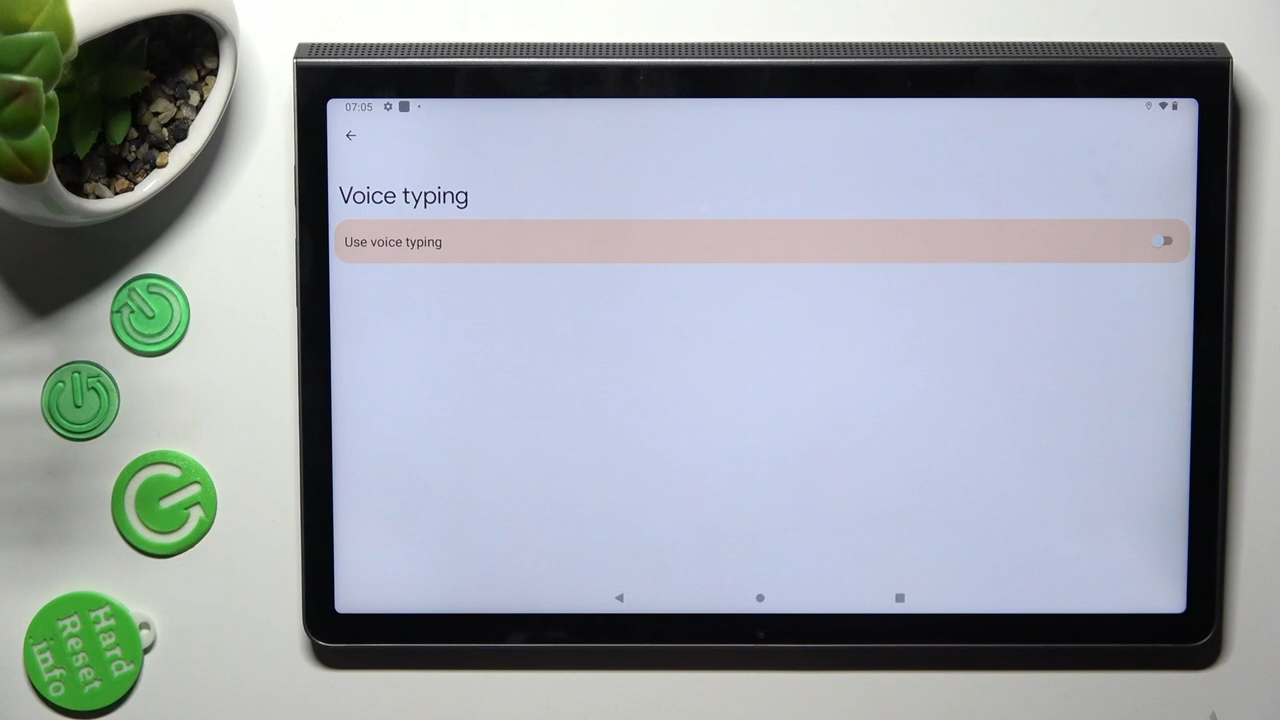 07:05
Voice typing
Use voice typing
Hard
Reset
.info